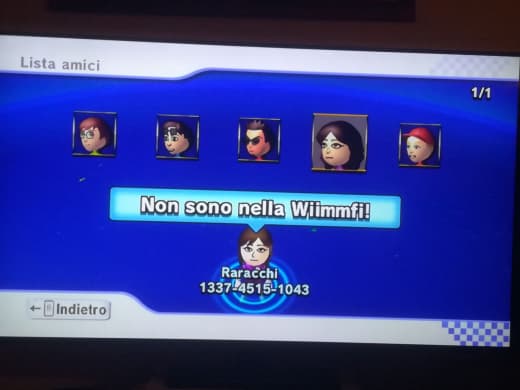 Lista amici
1/1
Non sono nella Wiimmfi!
Raracchi
1337-4515-1043
Indietro